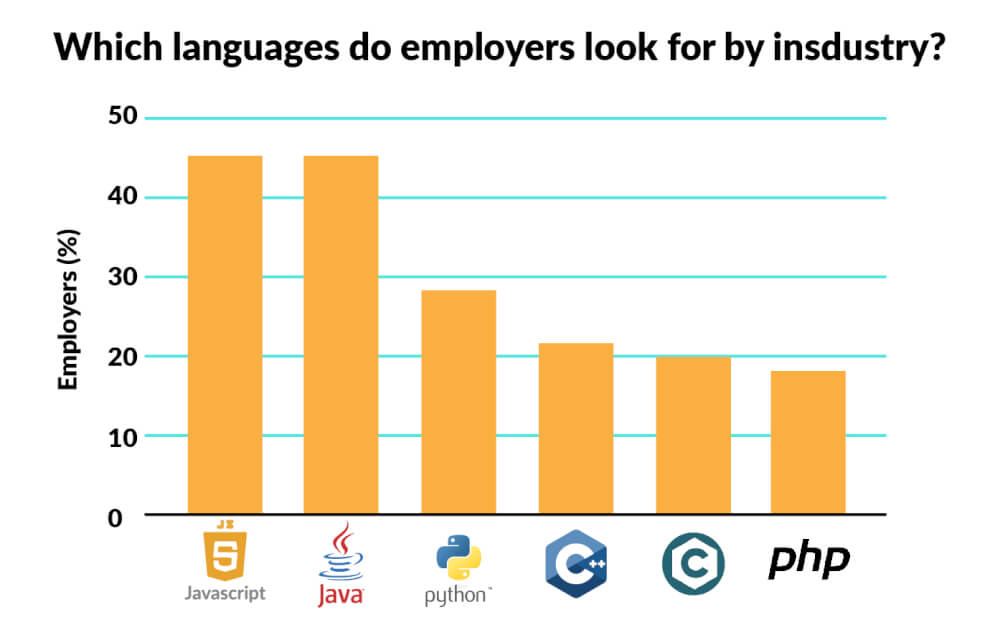 Which languages do employers look for by insdustry?
50
40
30
20
10
0
Employers (%)
JS
5
Javascript
Java
python™
C++
C
php